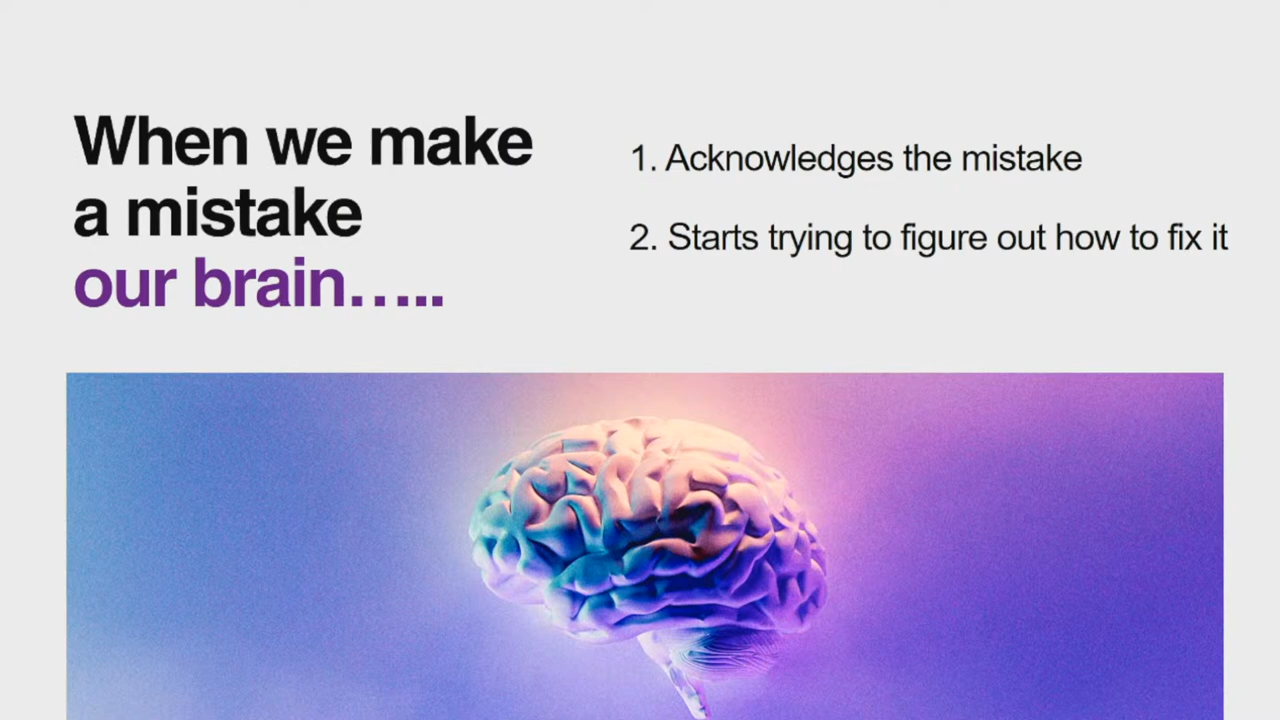 When we make
a mistake
our brain…..
1. Acknowledges the mistake
2. Starts trying to figure out how to fix it